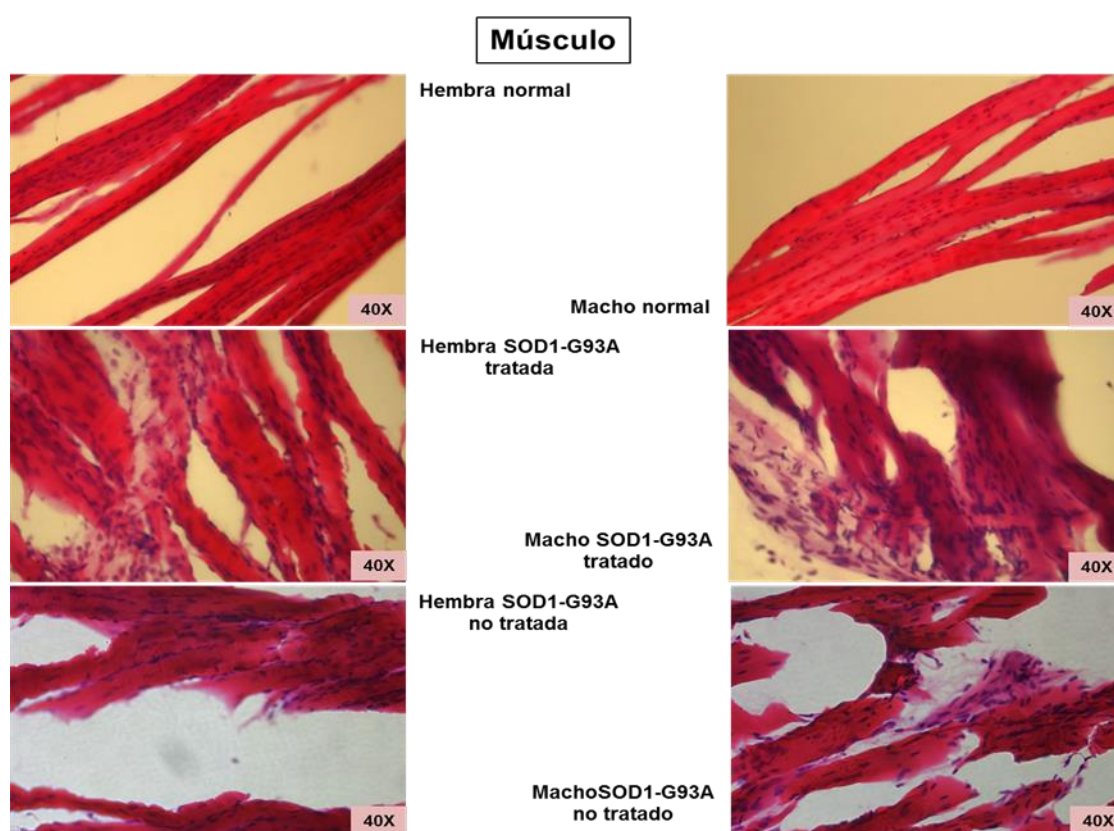 Músculo
Hembra normal
Macho normal
40X
40X
Hembra SOD1-G93A
tratada
Macho SOD1-G93A
tratado
40X
40X
Hembra SOD1-G93A
no tratada
MachoSOD1-G93A
no tratado
40X
40X